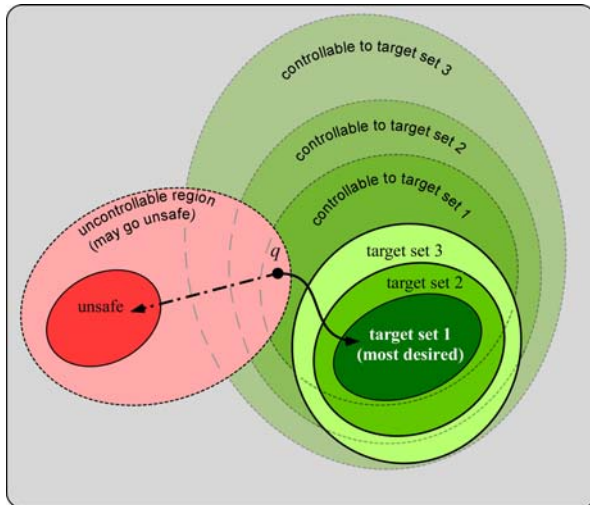 controllable to target set 3
controllable to target set 2
controllable to target set 1
uncontrollable region
(may go unsafe)
q
target set 3
target set 2
unsafe
target set 1
(most desired)